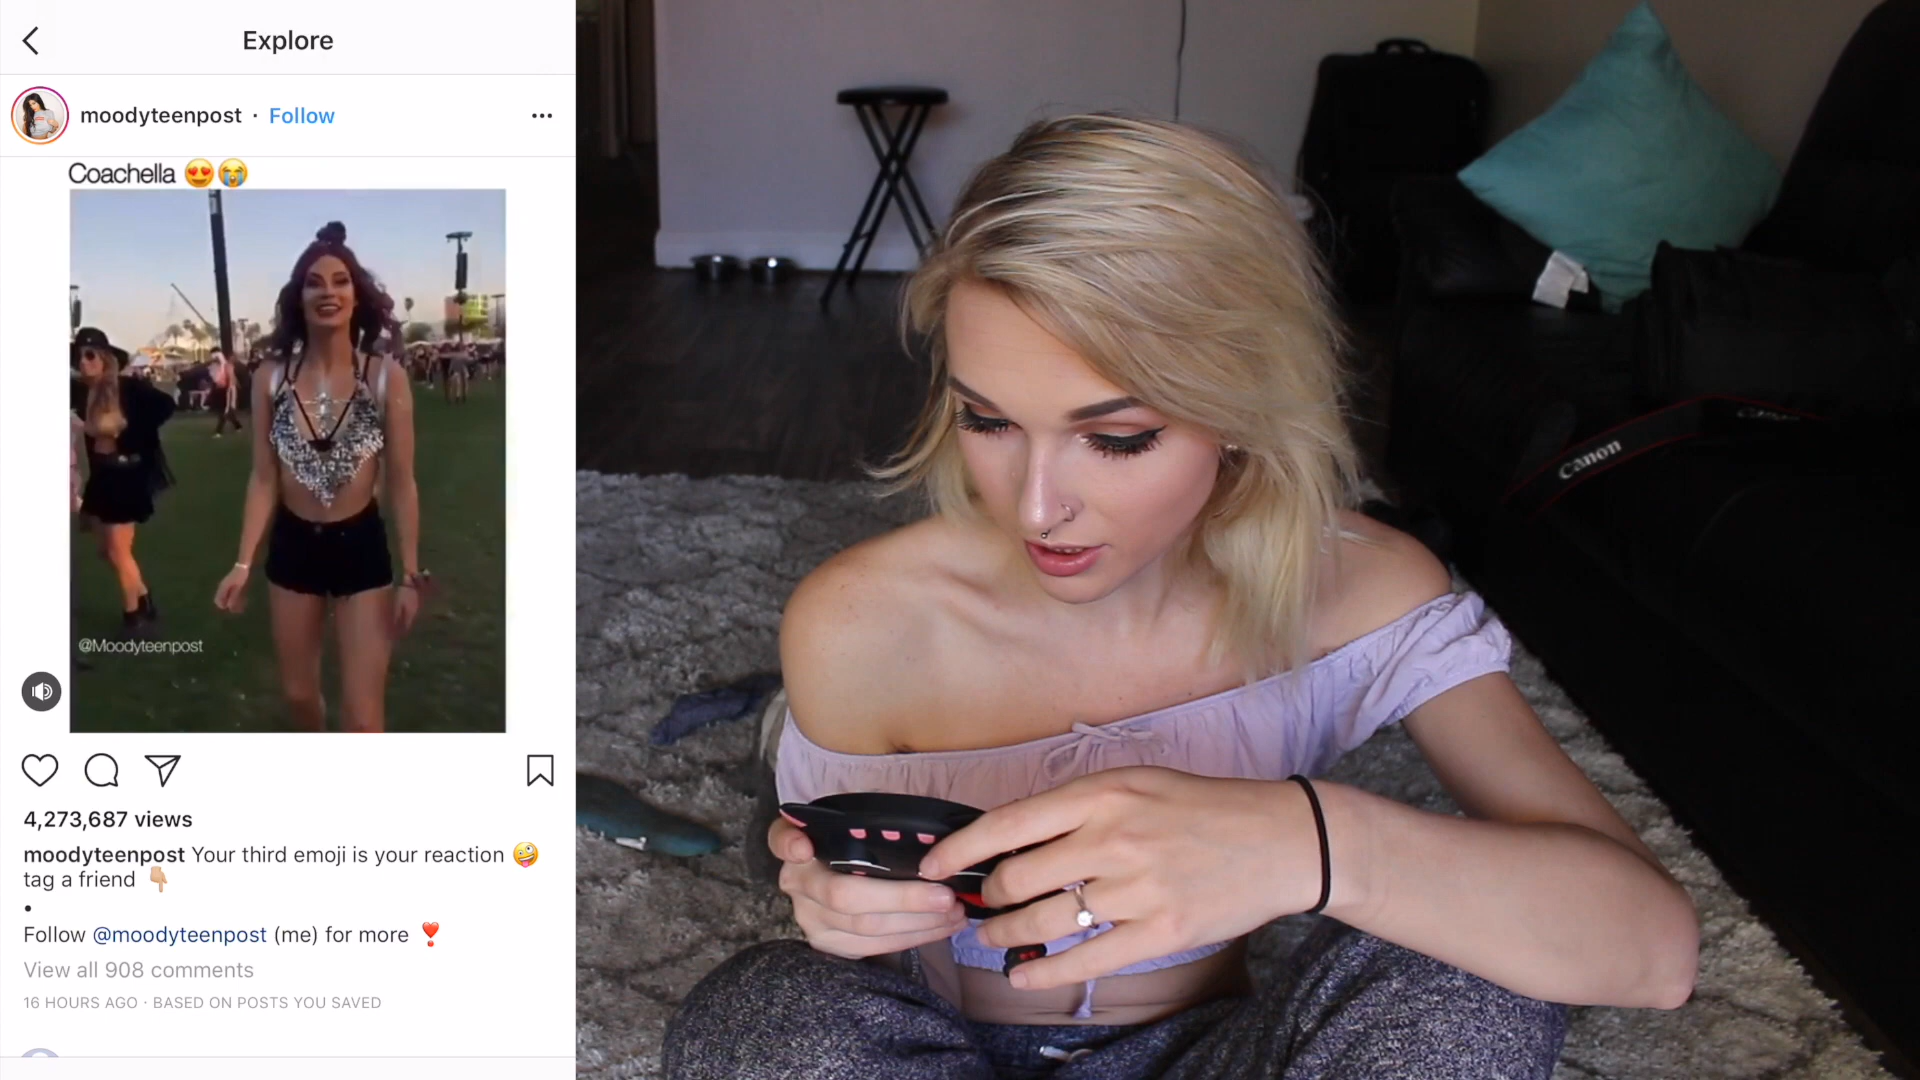 Explore
moodyteenpost · Follow
Coachella 😍😭
@Moodyteenpost
4,273,687 views
moodyteenpost Your third emoji is your reaction 🤪
tag a friend 👇🏼
•
Follow @moodyteenpost (me) for more ❣️
View all 908 comments
16 HOURS AGO · BASED ON POSTS YOU SAVED
Canon
Canon